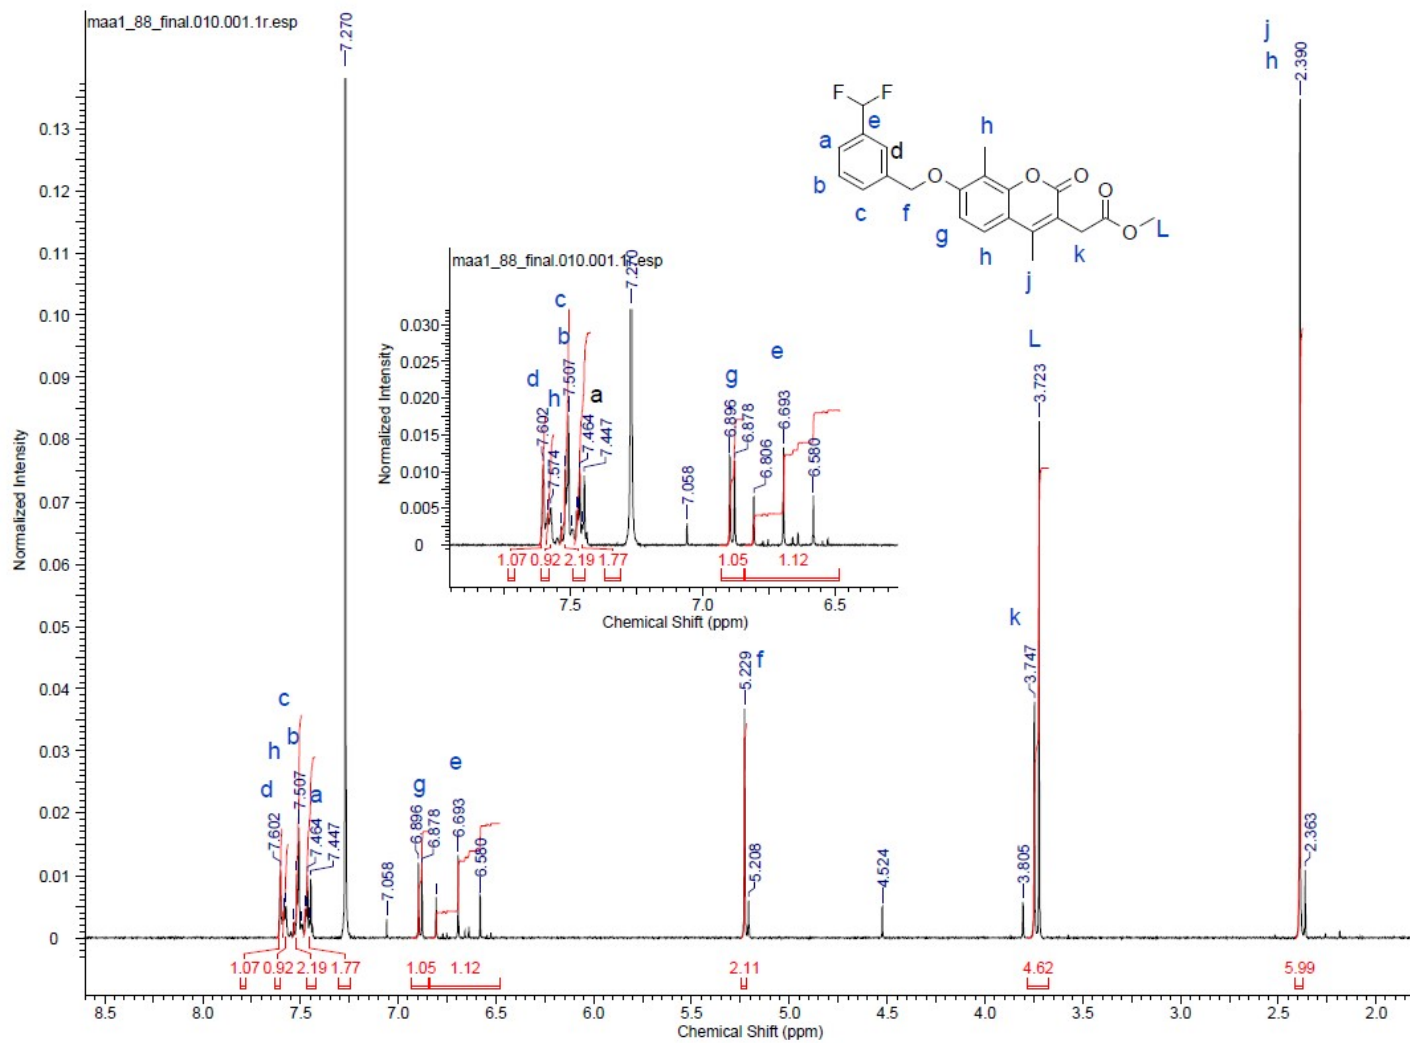 maa1_88_final.010.001.1r.esp
7.270
j
h
2.390
F F
e
h
a
d
b
O
O
O
O
c
f
g
O
L
h
k
j
maa1_88_final.010.001.1r.esp
7.270
c
b
d
h
7.507
a
7.602
7.574
7.464
7.447
7.058
g
e
6.896
6.878
6.806
6.693
6.580
0.030
0.025
0.020
0.015
0.010
0.005
0
Normalized Intensity
1.07 0.92 2.19 1.77 1.05 1.12
7.5 7.0 6.5
Chemical Shift (ppm)
L
3.723
k
3.747
3.805
f
5.229
5.208
4.524
2.363
c
b
h
d
7.507
a
7.602
7.464
7.447
7.058
g
e
6.896
6.878
6.693
6.580
0.13
0.12
0.11
0.10
0.09
0.08
0.07
0.06
0.05
0.04
0.03
0.02
0.01
0
Normalized Intensity
1.07 0.92 2.19 1.77 1.05 1.12 2.11 4.62 5.99
8.5 8.0 7.5 7.0 6.5 6.0 5.5 5.0 4.5 4.0 3.5 3.0 2.5 2.0
Chemical Shift (ppm)